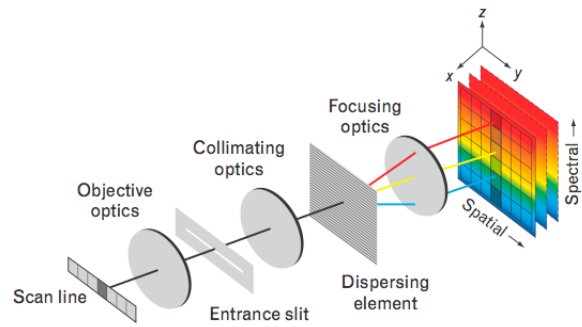 z
x
y
Focusing
optics
Collimating
optics
Objective
optics
Spectral
Spatial
Scan line
Entrance slit
Dispersing
element